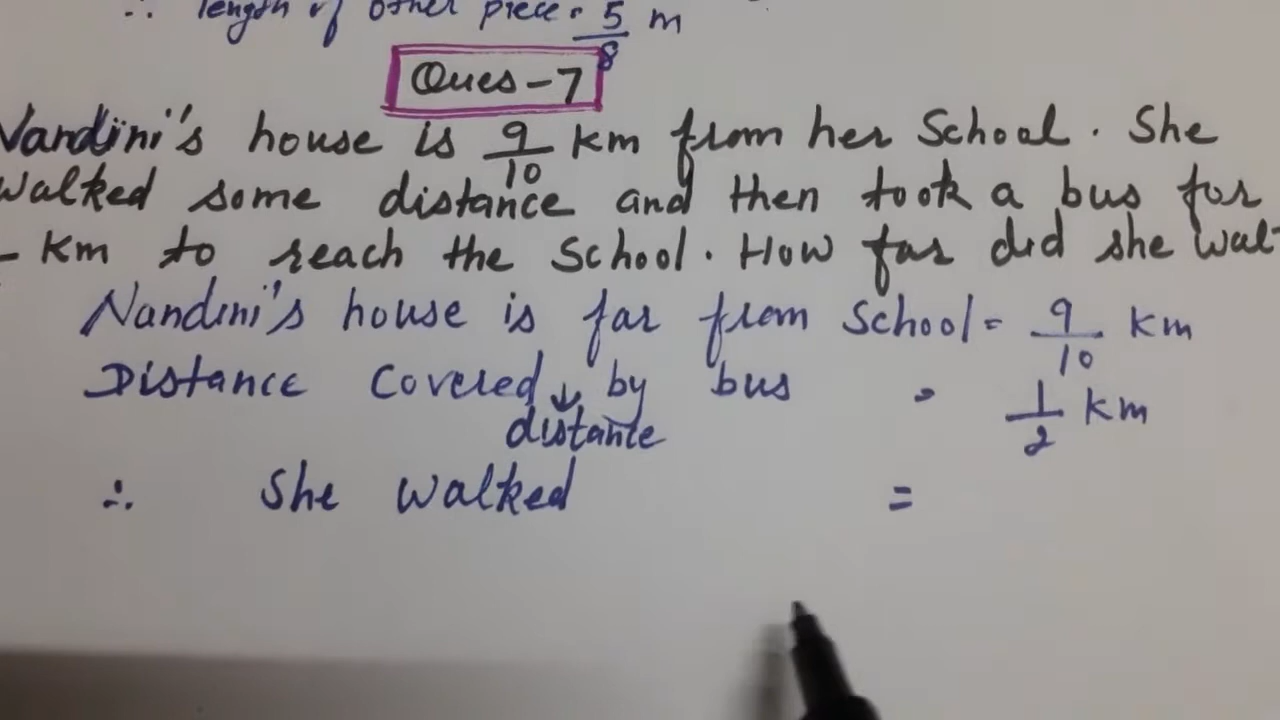 ∴ length of other piece = 5/8 m
Ques - 7
Nandini's house is 9/10 km from her School. She
walked some distance and then took a bus for
km to reach the School. How far did she wal
Nandini's house is far from School = 9/10 km
Distance Covered ↓ by bus = 1/2 km
distance
∴ She walked =